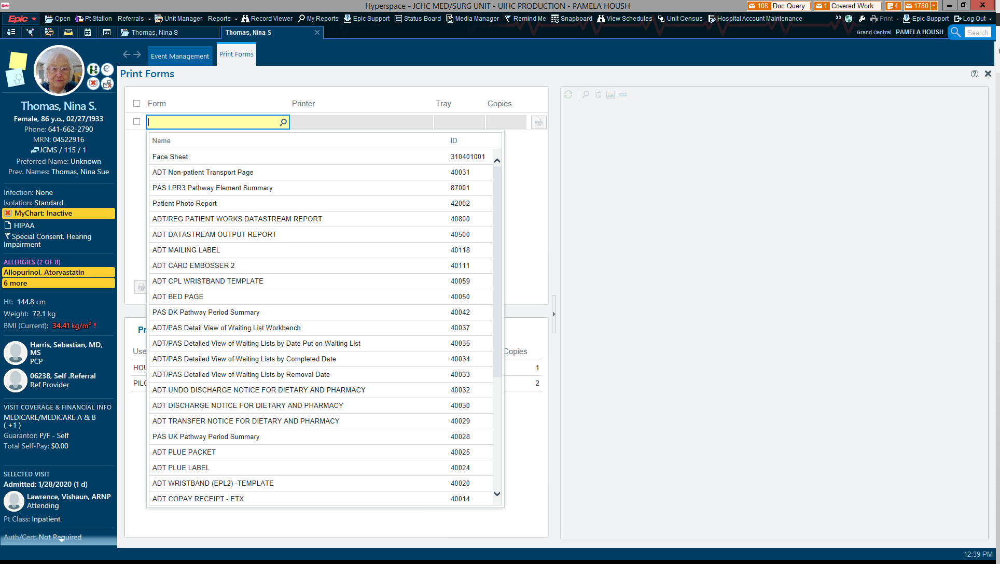 Hyperspace - JCHC MED/SURG UNIT - UIHC PRODUCTION - PAMELA HOUSH
108 Doc Query 1 Covered Work 4 1780
Epic Open Pt Station Referrals Unit Manager Reports Record Viewer My Reports Epic Support Status Board Media Manager Remind Me Snapboard View Schedules Unit Census Hospital Account Maintenance Print Epic Support Log Out
Thomas, Nina S Thomas, Nina S Grand Central PAMELA HOUSH Search
Event Management Print Forms
Print Forms
Thomas, Nina S.
Female, 86 y.o., 02/27/1933
Phone: 641-662-2790
MRN: 04522916
JCMS / 115 / 1
Preferred Name: Unknown
Prev. Names: Thomas, Nina Sue
Infection: None
Isolation: Standard
MyChart: Inactive
HIPAA
Special Consent, Hearing
Impairment
ALLERGIES (2 OF 8)
Allopurinol, Atorvastatin
6 more
Ht: 144.8 cm
Weight: 72.1 kg
BMI (Current): 34.41 kg/m² !
Harris, Sebastian, MD,
MS
PCP
06238, Self .Referral
Ref Provider
VISIT COVERAGE & FINANCIAL INFO
MEDICARE/MEDICARE A & B
( +1 )
Guarantor: P/F - Self
Total Self-Pay: $0.00
SELECTED VISIT
Admitted: 1/28/2020 (1 d)
Lawrence, Vishaun, ARNP
Attending
Pt Class: Inpatient
Auth/Cert: Not Required
Form Printer Tray Copies
Name ID
Face Sheet 310401001
ADT Non-patient Transport Page 40031
PAS LPR3 Pathway Element Summary 87001
Patient Photo Report 42002
ADT/REG PATIENT WORKS DATASTREAM REPORT 40800
ADT DATASTREAM OUTPUT REPORT 40500
ADT MAILING LABEL 40118
ADT CARD EMBOSSER 2 40111
ADT CPL WRISTBAND TEMPLATE 40059
ADT BED PAGE 40050
PAS DK Pathway Period Summary 40042
ADT/PAS Detail View of Waiting List Workbench 40037
ADT/PAS Detailed View of Waiting Lists by Date Put on Waiting List 40035
ADT/PAS Detailed View of Waiting Lists by Completed Date 40034
ADT/PAS Detailed View of Waiting Lists by Removal Date 40033
ADT UNDO DISCHARGE NOTICE FOR DIETARY AND PHARMACY 40032
ADT DISCHARGE NOTICE FOR DIETARY AND PHARMACY 40030
ADT TRANSFER NOTICE FOR DIETARY AND PHARMACY 40029
PAS UK Pathway Period Summary 40028
ADT PLUE PACKET 40025
ADT PLUE LABEL 40024
ADT WRISTBAND (EPL2) -TEMPLATE 40020
ADT COPAY RECEIPT - ETX 40014
Pr
Use Copies
HOU 1
PILO 2
12:39 PM